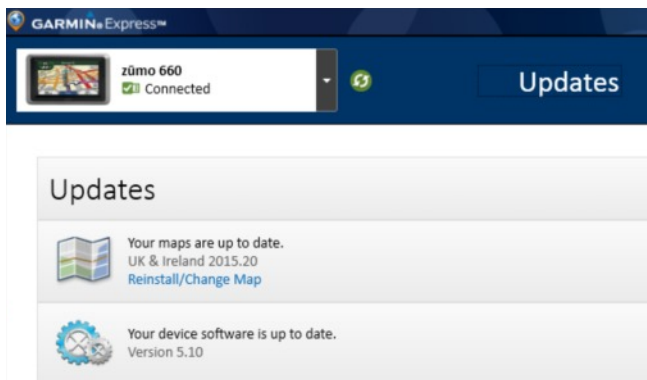 GARMIN. Express™
zūmo 660
Connected
Updates
Updates
Your maps are up to date.
UK & Ireland 2015.20
Reinstall/Change Map
Your device software is up to date.
Version 5.10